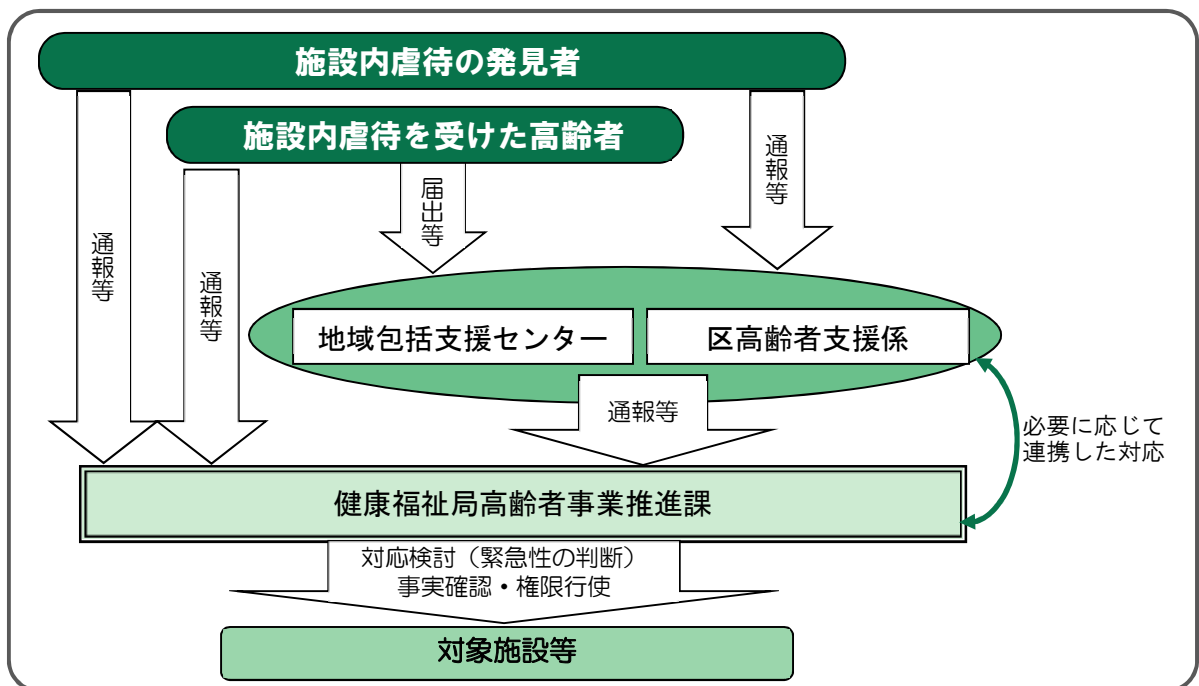 施設内虐待の発見者
施設内虐待を受けた高齢者
通報等
通報等
届出等
通報等
地域包括支援センター
区高齢者支援係
通報等
必要に応じて
連携した対応
健康福祉局高齢者事業推進課
対応検討（緊急性の判断）
事実確認・権限行使
対象施設等